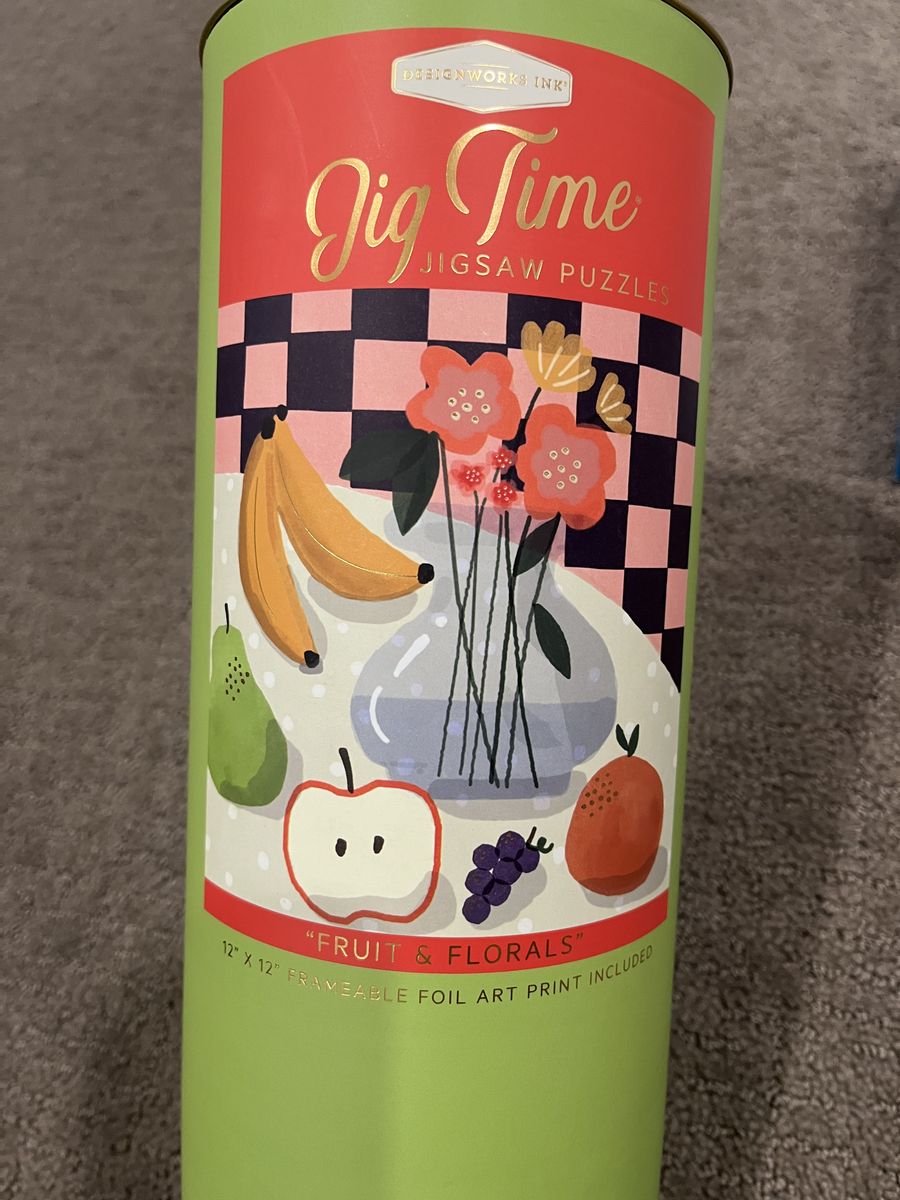 DESIGNWORKS INK®
Jig Time®
JIGSAW PUZZLES
"FRUIT & FLORALS"
12" X 12" FRAMEABLE FOIL ART PRINT INCLUDED